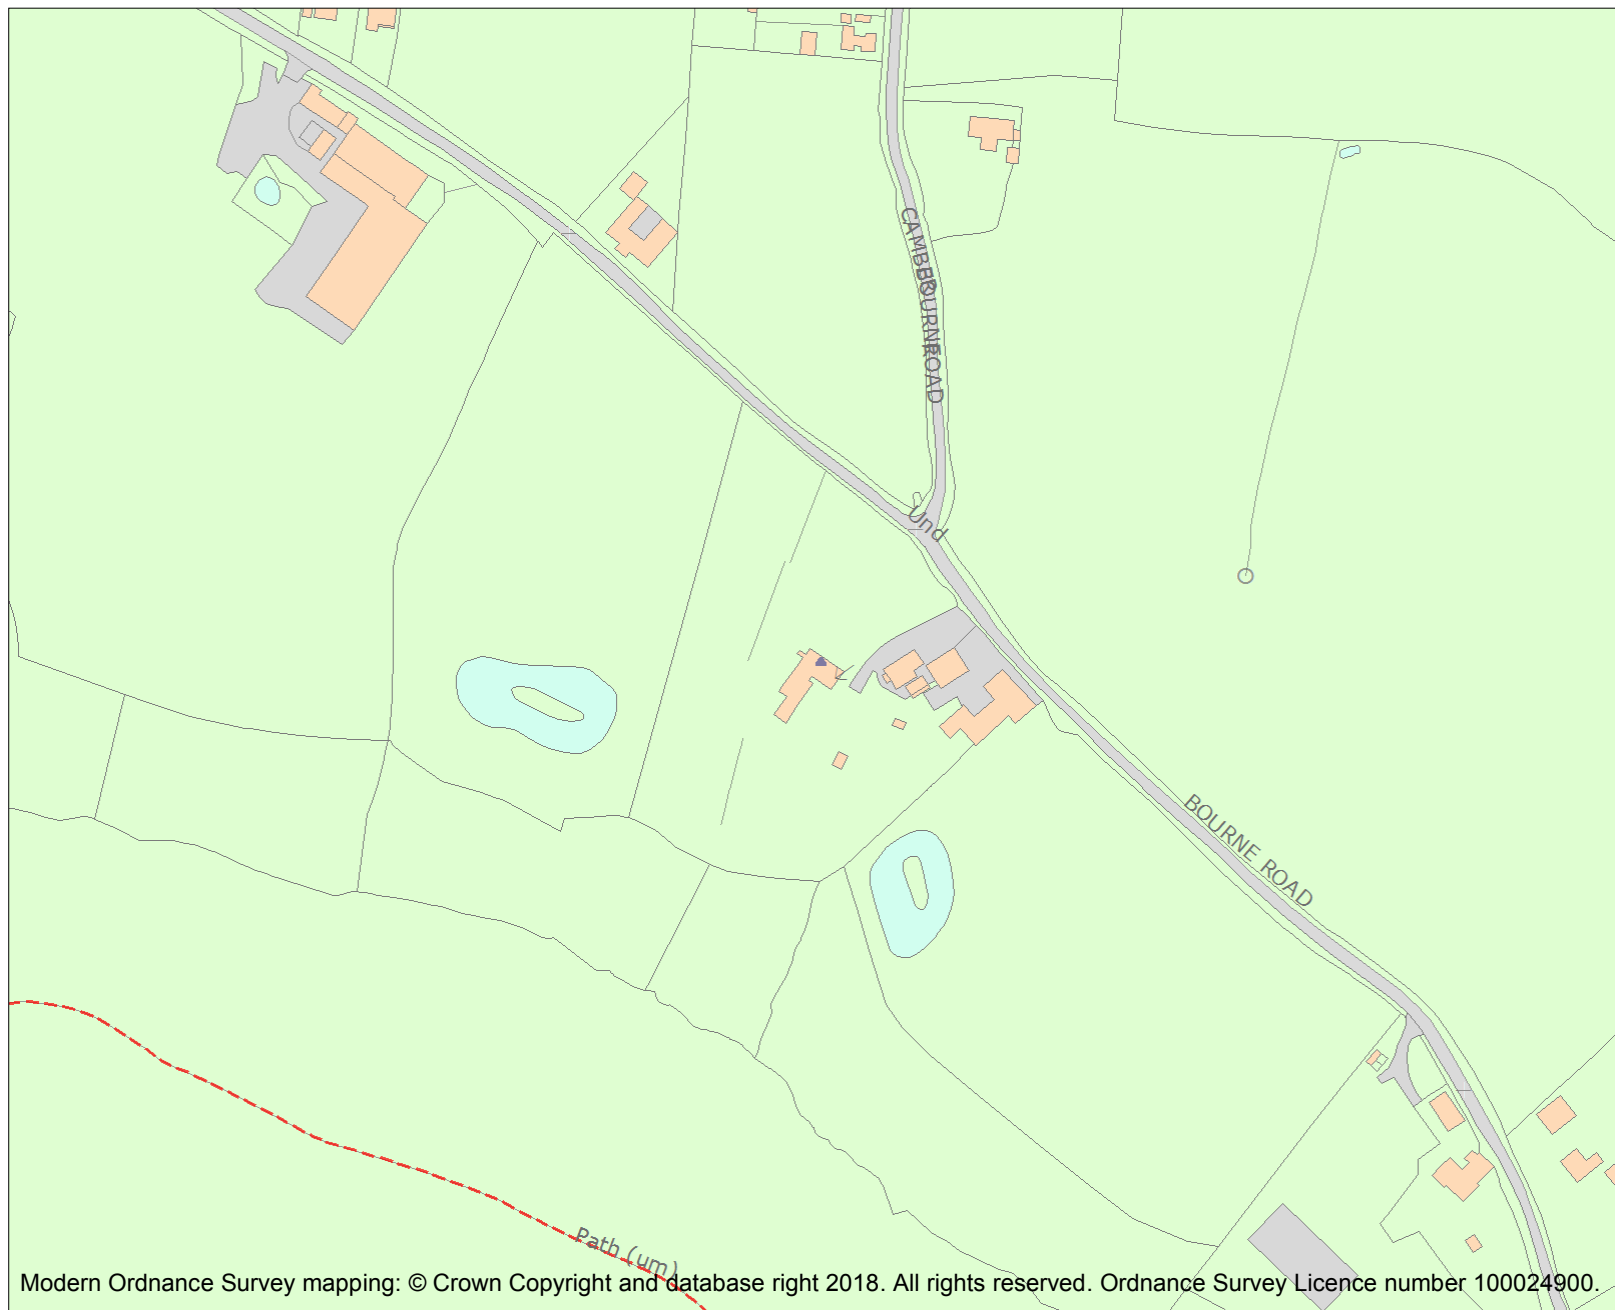 ROAD
Und
BOURNE ROAD
Path (um)
Modern Ordnance Survey mapping: © Crown Copyright and database right 2018. All rights reserved. Ordnance Survey Licence number 100024900.